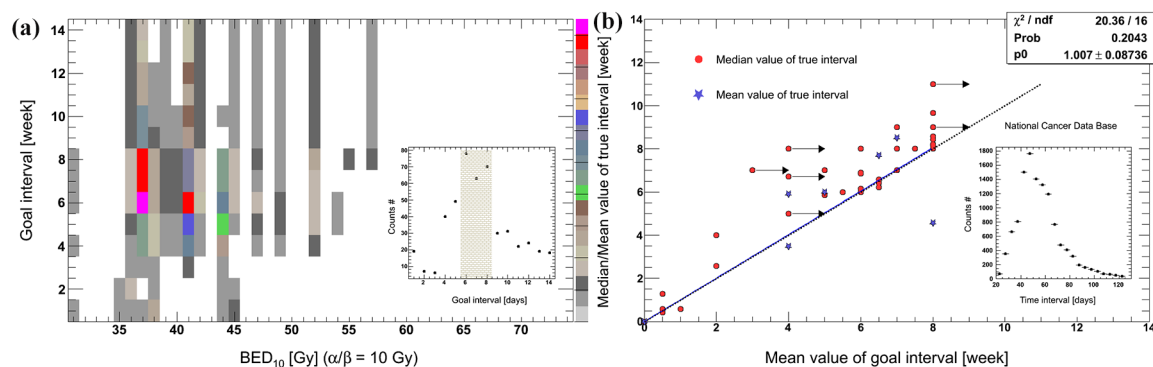 (a)
Goal interval [week]
14
12
10
8
6
4
2
35 40 45 50 55 60 65 70
BED10 [Gy] (α/β = 10 Gy)
Counts #
80
70
60
50
40
30
20
10
2 4 6 8 10 12 14
Goal interval [days]
(b)
Median/Mean value of true interval [week]
14
12
10
8
6
4
2
0
0 2 4 6 8 10 12 14
Mean value of goal interval [week]
χ² / ndf 20.36 / 16
Prob 0.2043
p0 1.007 ± 0.08736
Median value of true interval
Mean value of true interval
National Cancer Data Base
Counts #
1800
1600
1400
1200
1000
800
600
400
200
0
20 40 60 80 100 120
Time interval [days]